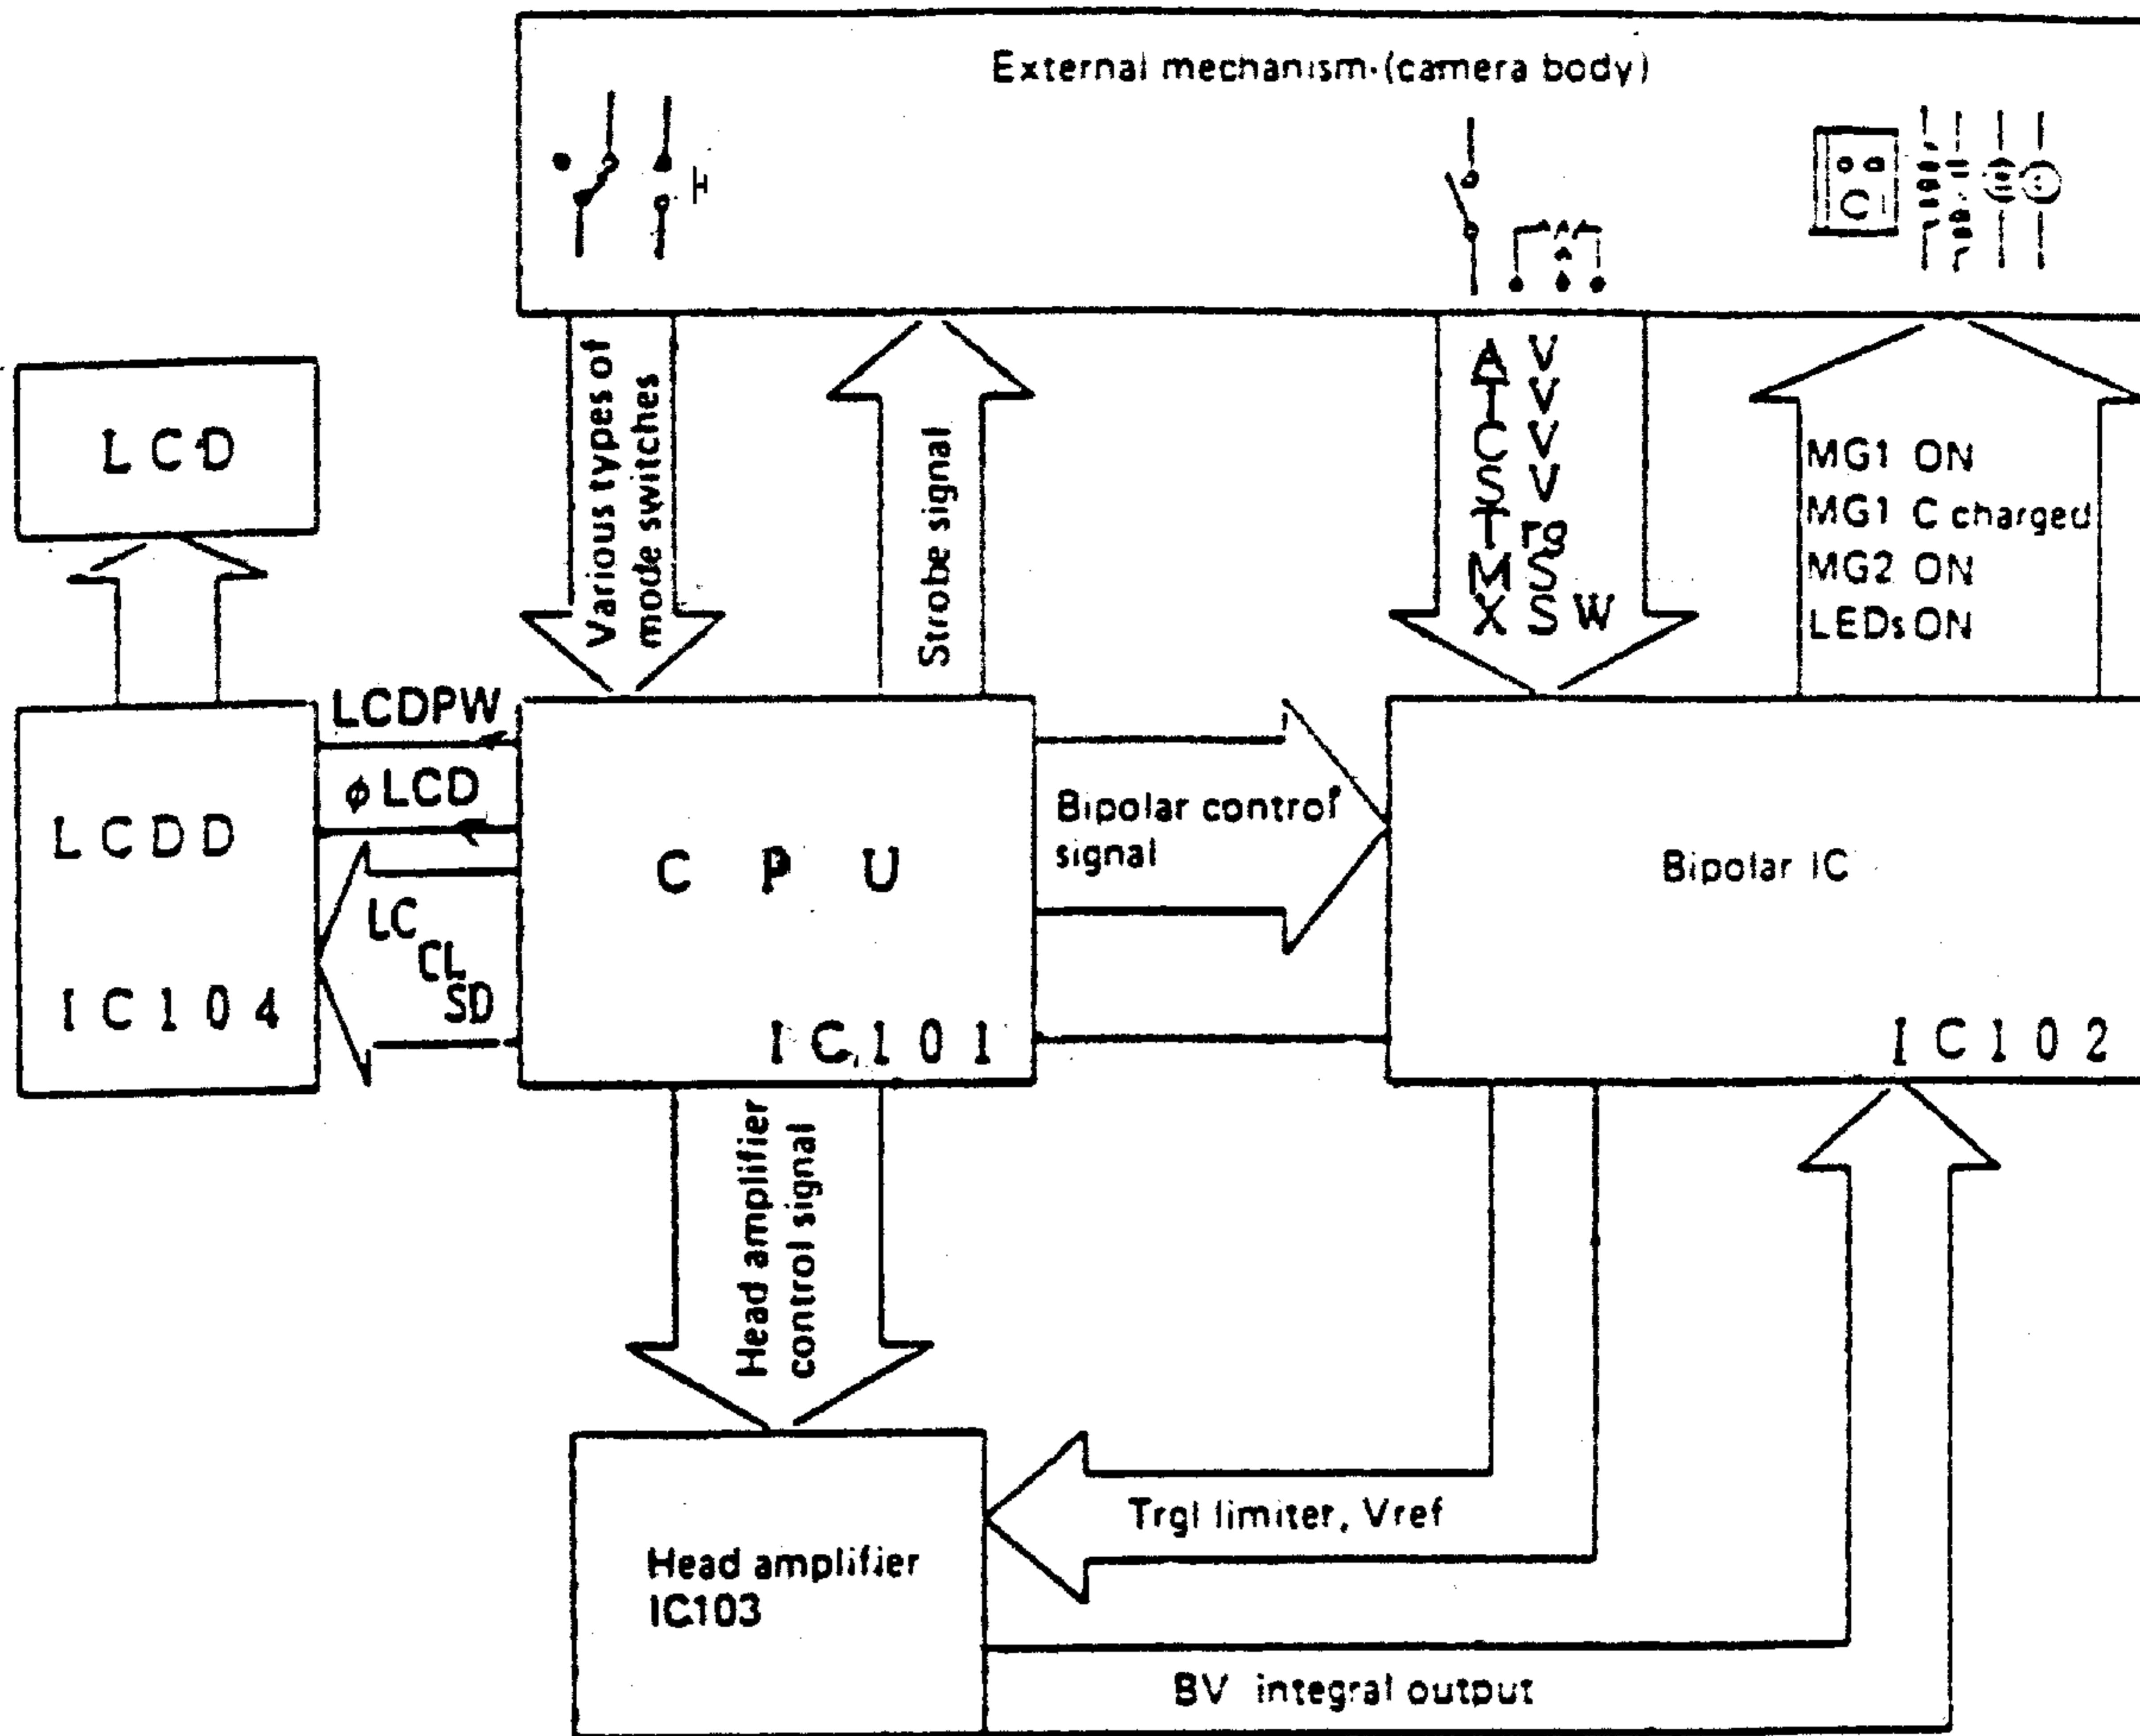 External mechanism (camera body)
Various types of
mode switches
Strobe signal
A V
T V
C V
S V
T rg
M S
X S W
MG1 ON
MG1 C charged
MG2 ON
LEDs ON
LCD
LCDPW
φ LCD
LC
CL
SD
LCDD
IC104
CPU
IC101
Bipolar control
signal
Bipolar IC
IC102
Head amplifier
control signal
Trgl limiter, Vref
Head amplifier
IC103
BV integral output